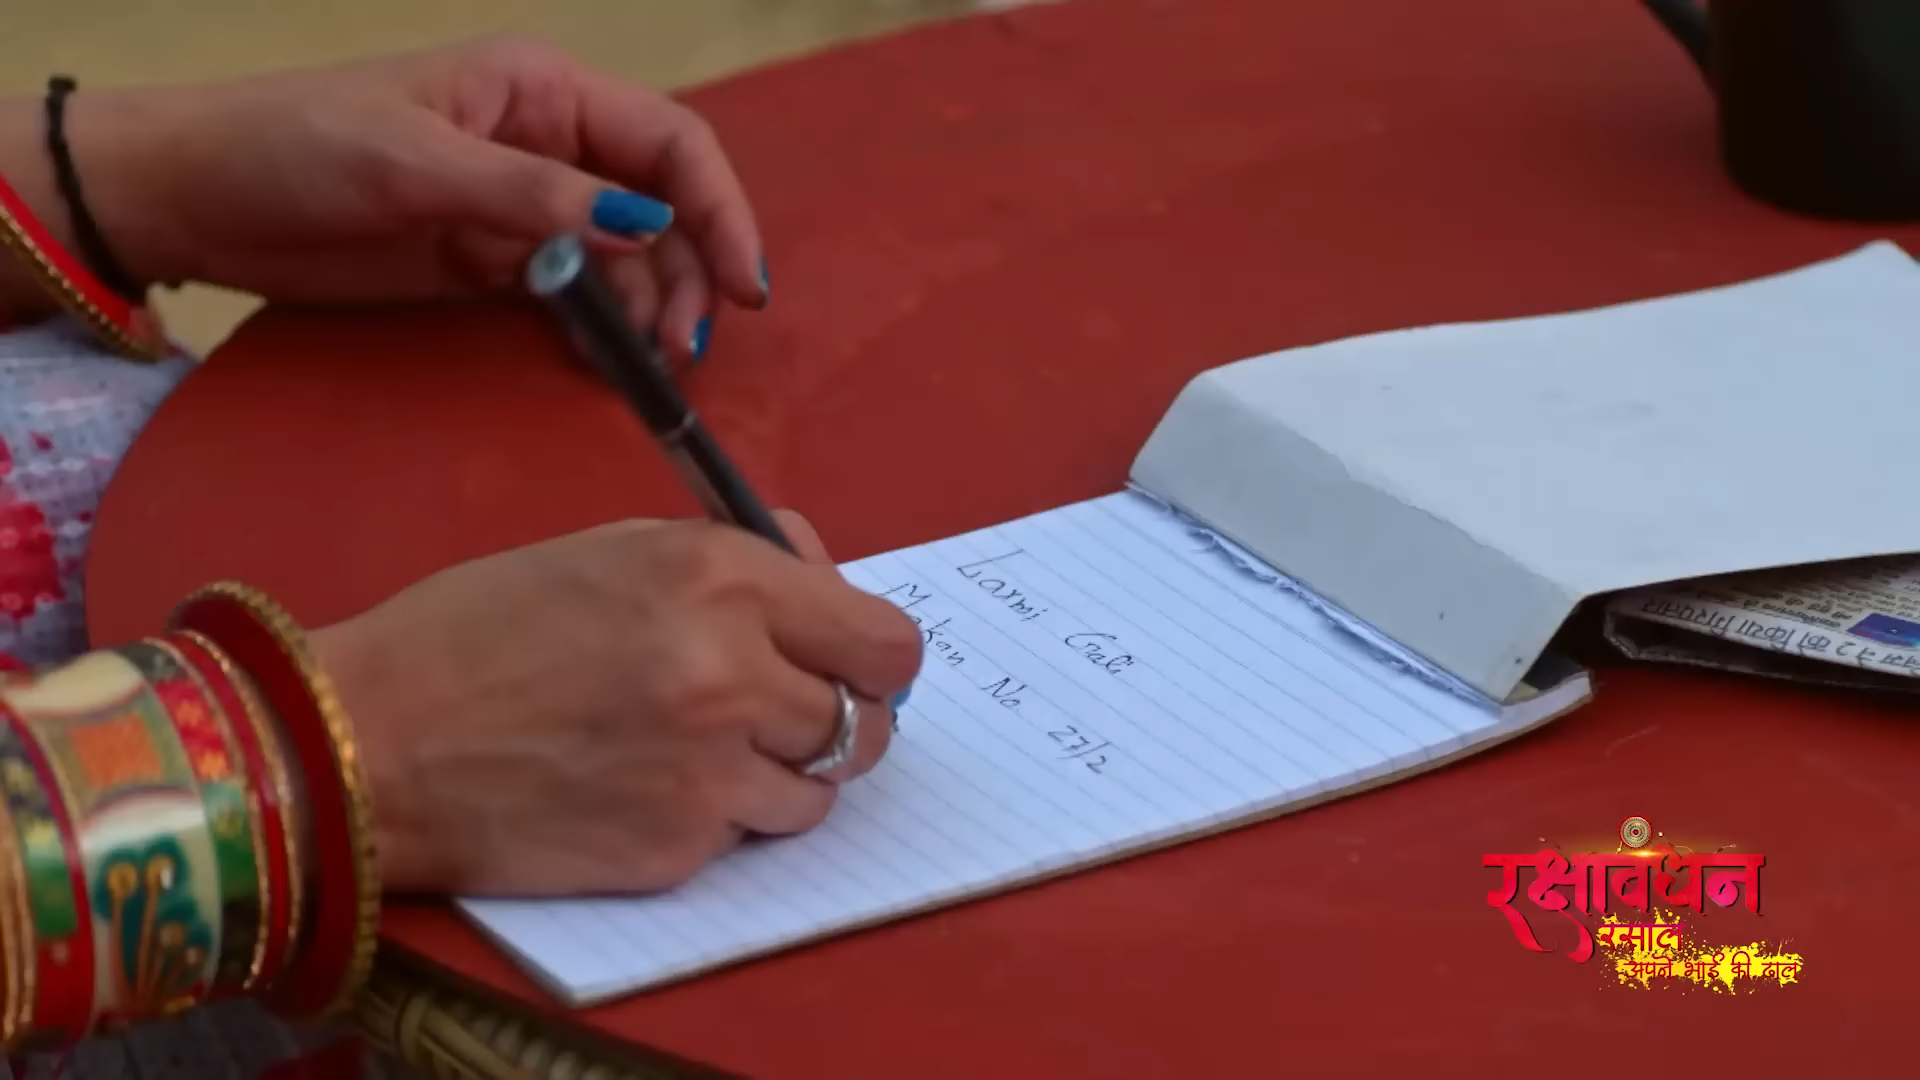 Laxmi Gali
Makan No. 27/2
रक्षाबंधन
रसाल
अपने भाई की ढाल